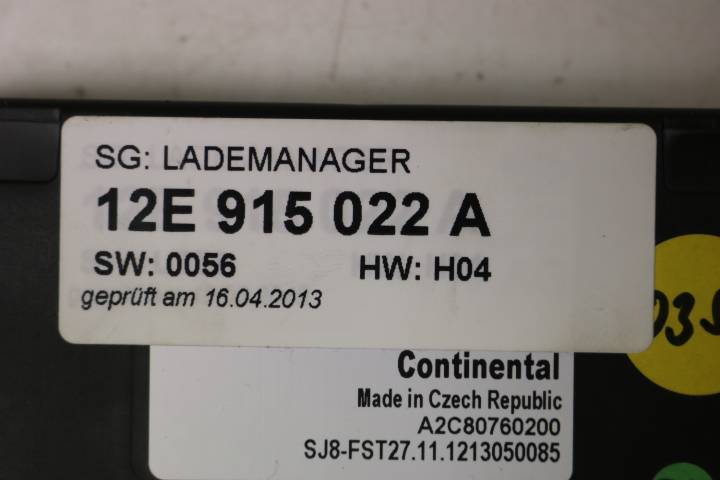 SG: LADEMANAGER
12E 915 022 A
SW: 0056 HW: H04
geprüft am 16.04.2013
Continental
Made in Czech Republic
A2C80760200
SJ8-FST27.11.1213050085